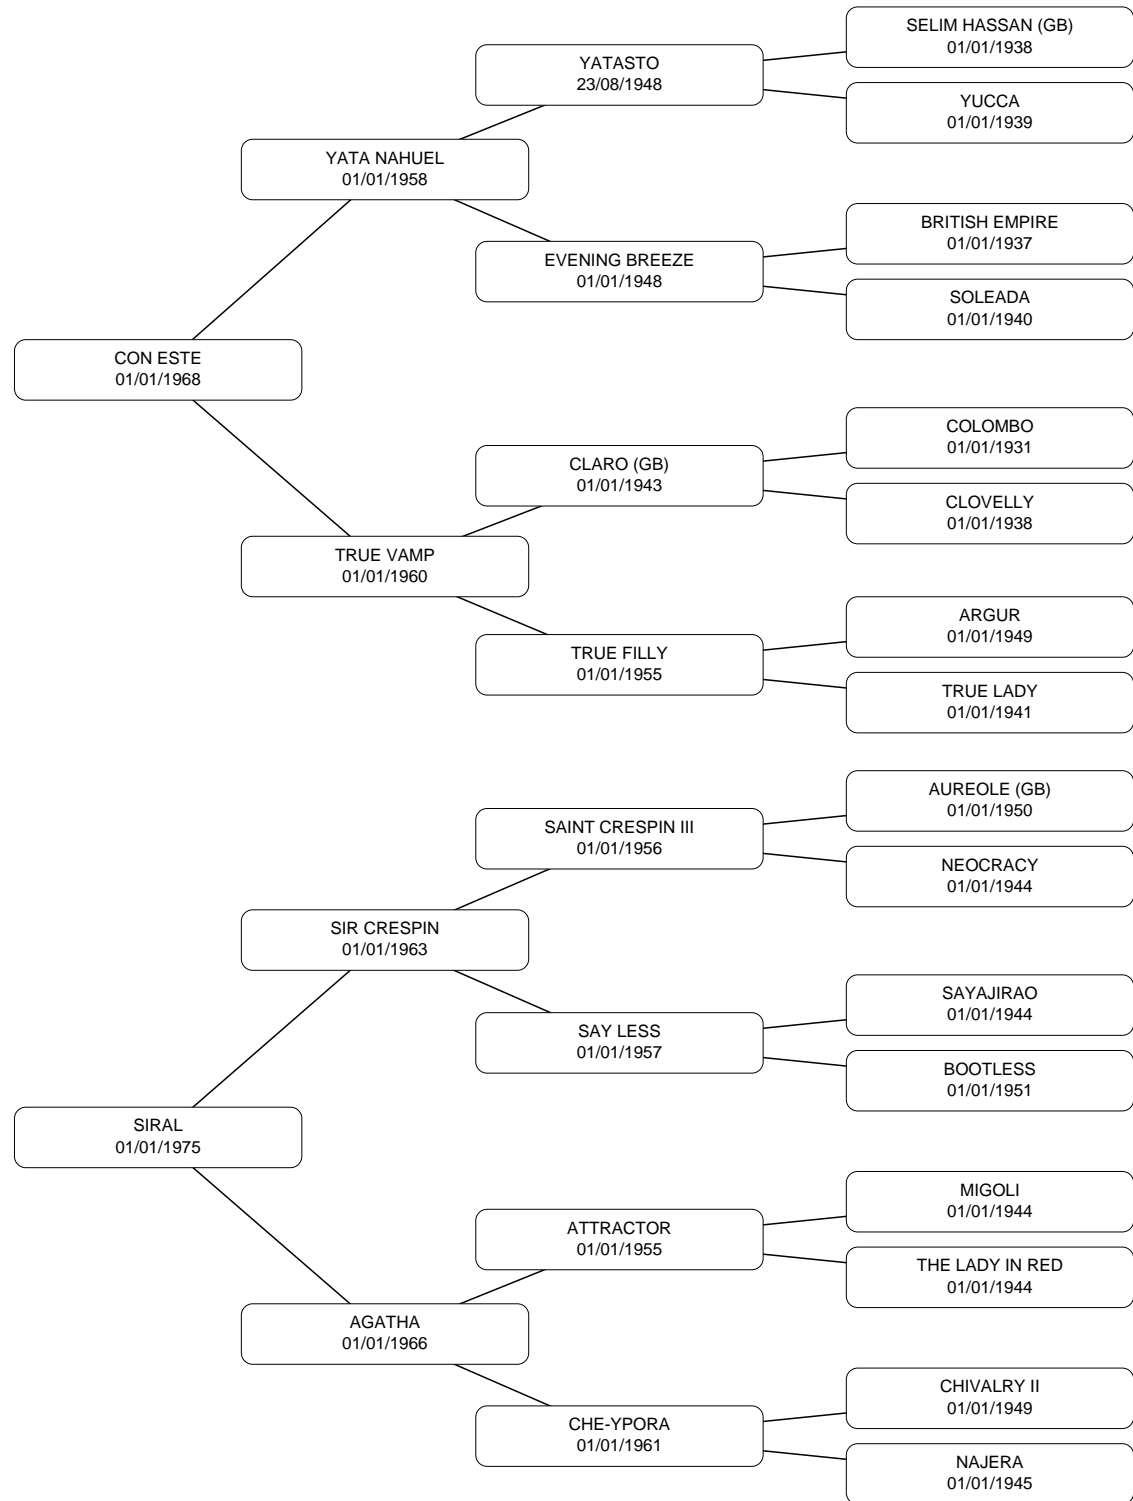 SELIM HASSAN (GB)
01/01/1938
YATASTO
23/08/1948
YUCCA
01/01/1939
YATA NAHUEL
01/01/1958
BRITISH EMPIRE
01/01/1937
EVENING BREEZE
01/01/1948
SOLEADA
01/01/1940
CON ESTE
01/01/1968
COLOMBO
01/01/1931
CLARO (GB)
01/01/1943
CLOVELLY
01/01/1938
TRUE VAMP
01/01/1960
ARGUR
01/01/1949
TRUE FILLY
01/01/1955
TRUE LADY
01/01/1941
AUREOLE (GB)
01/01/1950
SAINT CRESPIN III
01/01/1956
NEOCRACY
01/01/1944
SIR CRESPIN
01/01/1963
SAYAJIRAO
01/01/1944
SAY LESS
01/01/1957
BOOTLESS
01/01/1951
SIRAL
01/01/1975
MIGOLI
01/01/1944
ATTRACTOR
01/01/1955
THE LADY IN RED
01/01/1944
AGATHA
01/01/1966
CHIVALRY II
01/01/1949
CHE-YPORA
01/01/1961
NAJERA
01/01/1945